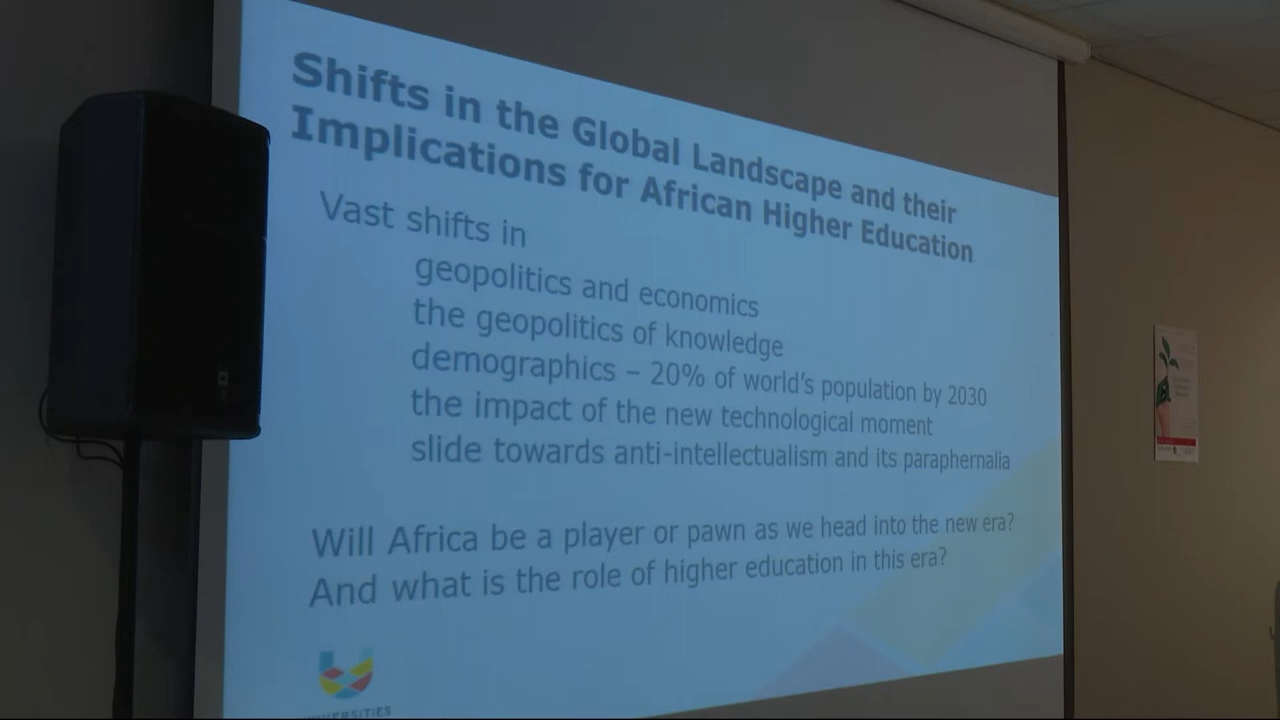 Shifts in the Global Landscape and their
Implications for African Higher Education
Vast shifts in
geopolitics and economics
the geopolitics of knowledge
demographics – 20% of world's population by 2030
the impact of the new technological moment
slide towards anti-intellectualism and its paraphernalia
Will Africa be a player or pawn as we head into the new era?
And what is the role of higher education in this era?
UNIVERSITIES